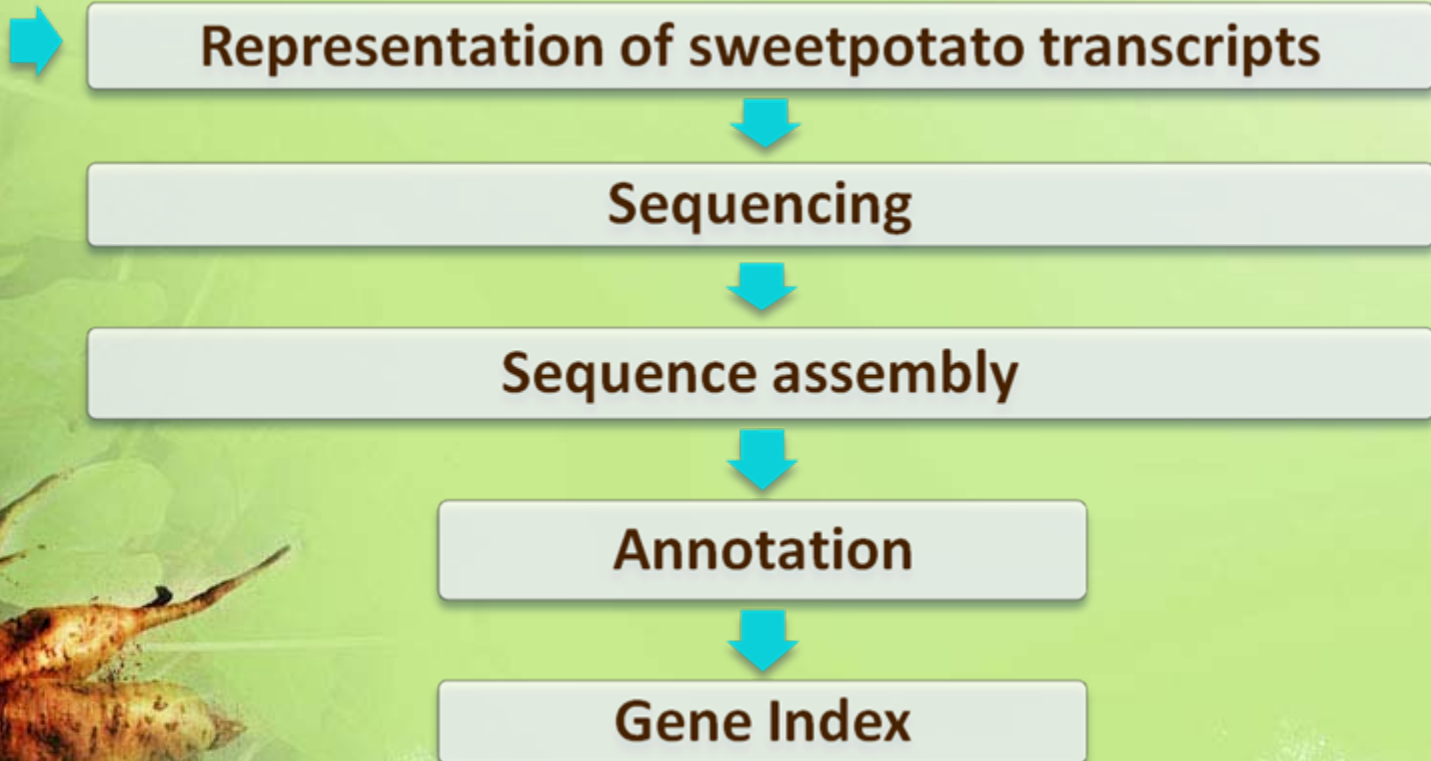 Representation of sweetpotato transcripts
Sequencing
Sequence assembly
Annotation
Gene Index